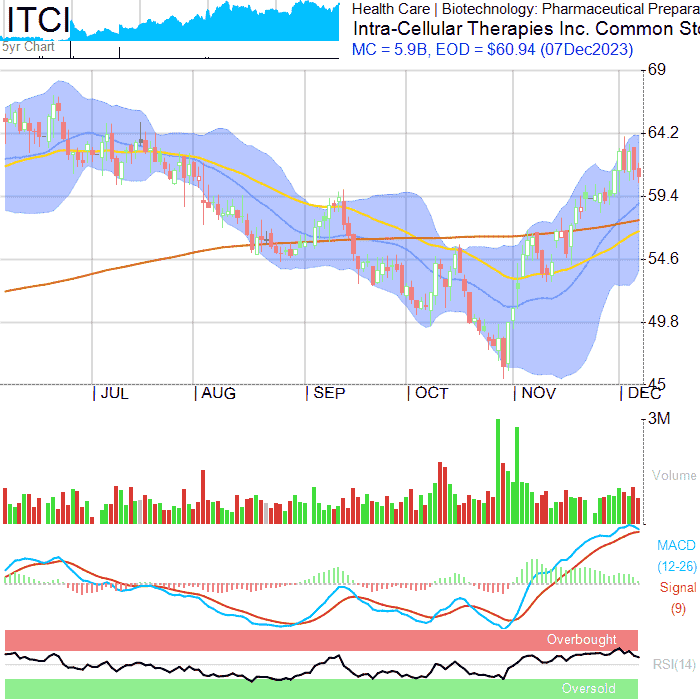 ITCI
5yr Chart
Health Care | Biotechnology: Pharmaceutical Prepara
Intra-Cellular Therapies Inc. Common Sto
MC = 5.9B, EOD = $60.94 (07Dec2023)
69
64.2
59.4
54.6
49.8
45
JUL AUG SEP OCT NOV DEC
3M
Volume
MACD
(12-26)
Signal
(9)
Overbought
RSI(14)
Oversold